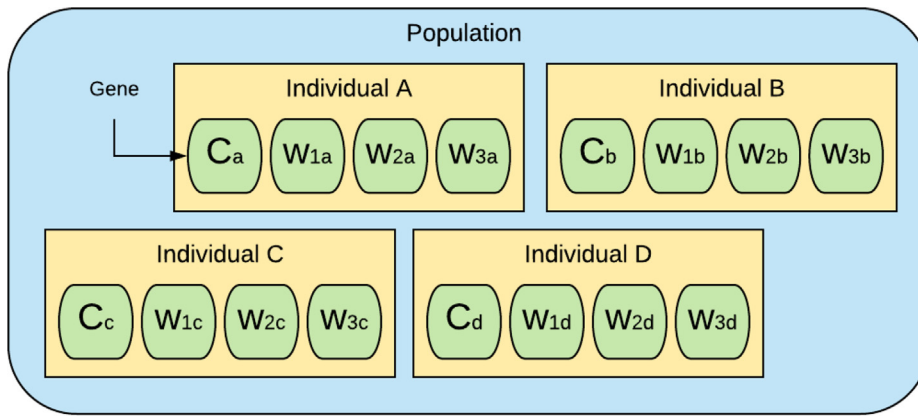 Population
Gene
Individual A
Ca W1a W2a W3a
Individual B
Cb W1b W2b W3b
Individual C
Cc W1c W2c W3c
Individual D
Cd W1d W2d W3d